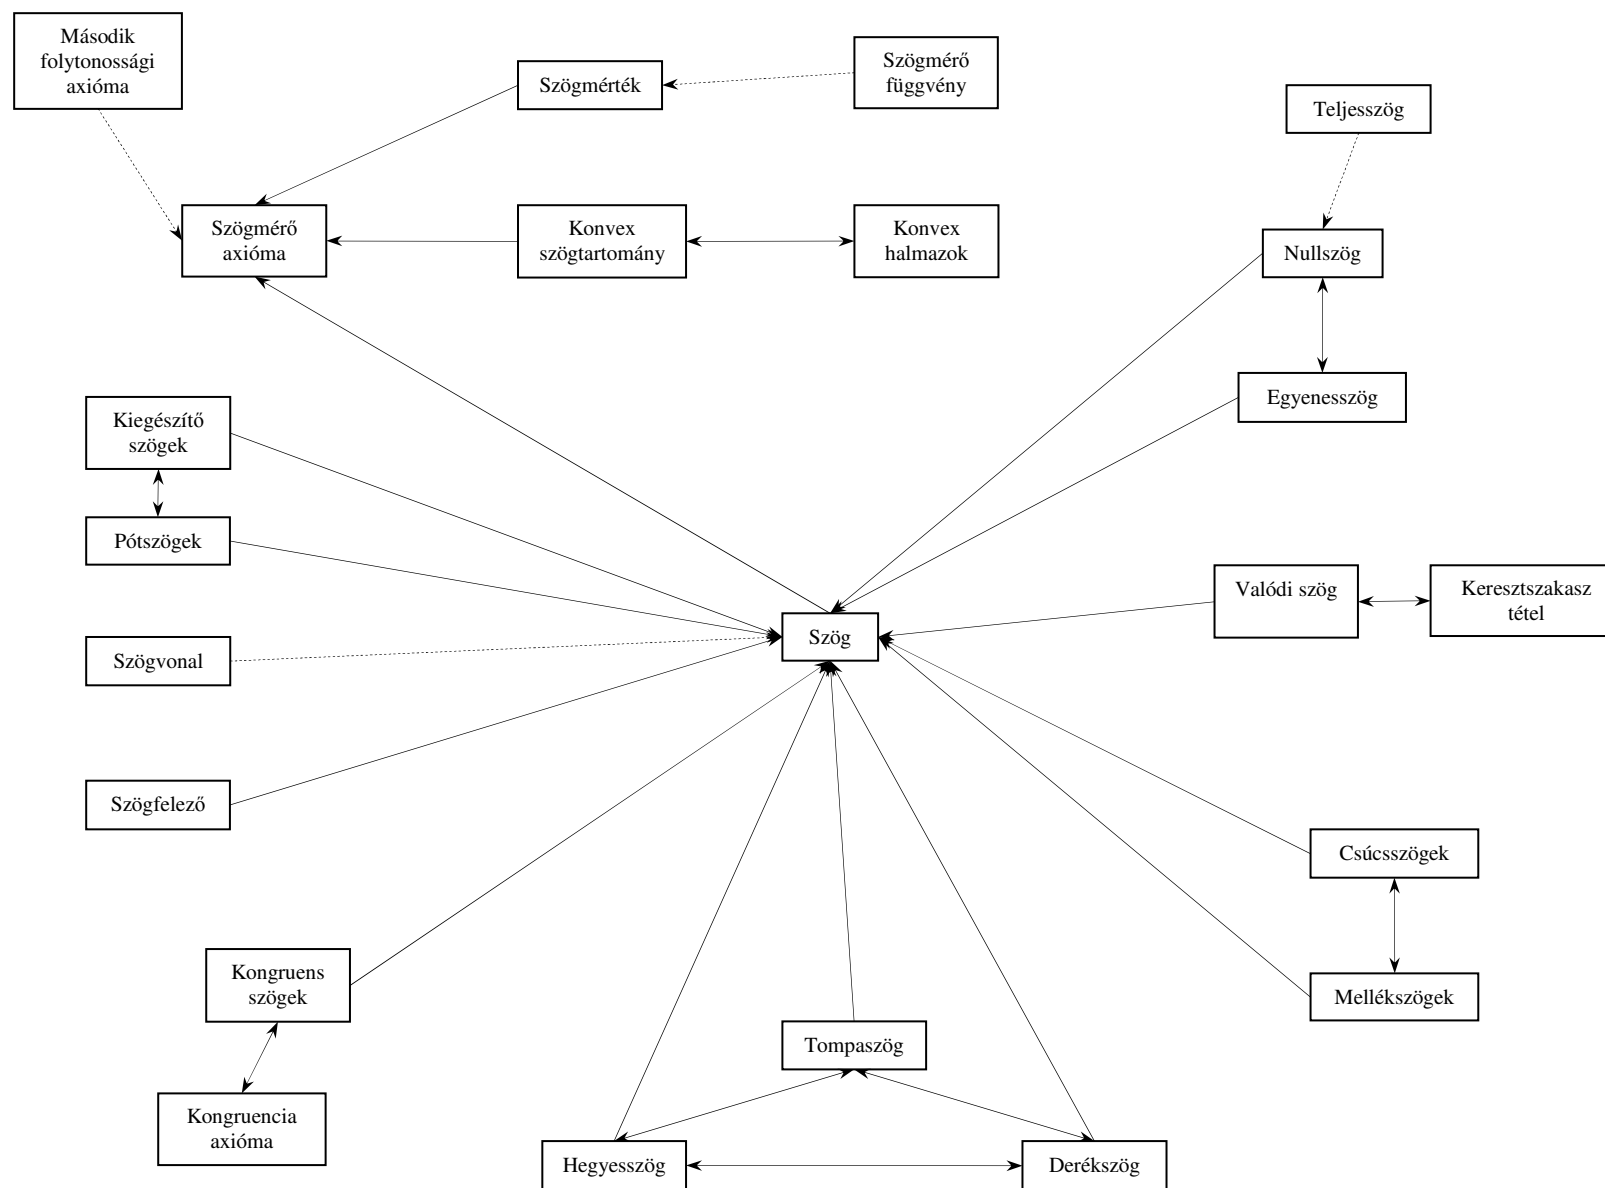 Második
folytonossági
axióma
Szögmérték
Szögmérő
függvény
Teljesszög
Szögmérő
axióma
Konvex
szögtartomány
Konvex
halmazok
Nullszög
Egyenesszög
Kiegészítő
szögek
Pótszögek
Valódi szög
Keresztszakasz
tétel
Szög
Szögvonal
Szögfelező
Csúcsszögek
Kongruens
szögek
Mellékszögek
Tompaszög
Kongruencia
axióma
Hegyesszög
Derékszög